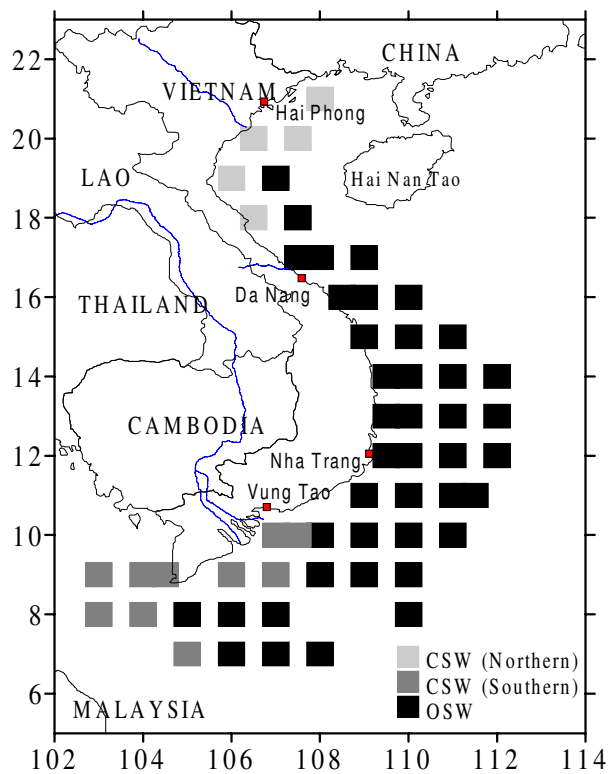 22
20
18
16
14
12
10
8
6
CHINA
VIETNAM
Hai Phong
LAO
Hai Nan Tao
Da Nang
THAILAND
CAMBODIA
Nha Trang
Vung Tao
CSW (Northern)
CSW (Southern)
OSW
MALAYSIA
102 104 106 108 110 112 114